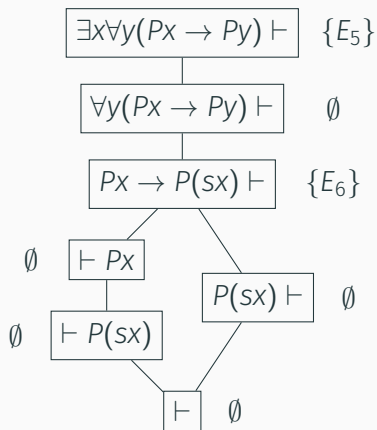 ∃x∀y(Px → Py) ⊢ {E₅}
∀y(Px → Py) ⊢ ∅
Px → P(sx) ⊢ {E₆}
∅ ⊢ Px
P(sx) ⊢ ∅
∅ ⊢ P(sx)
⊢ ∅